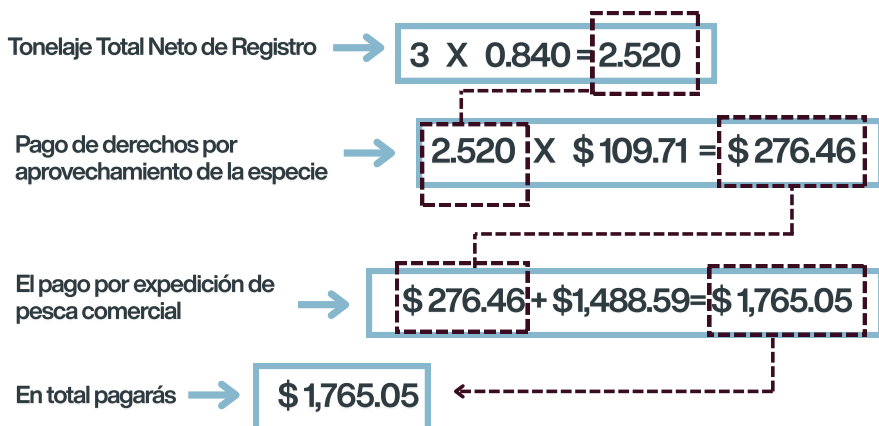 Tonelaje Total Neto de Registro
3 X 0.840 = 2.520
Pago de derechos por
aprovechamiento de la especie
2.520 X $ 109.71 = $ 276.46
El pago por expedición de
pesca comercial
$ 276.46 + $1,488.59= $ 1,765.05
En total pagarás
$ 1,765.05